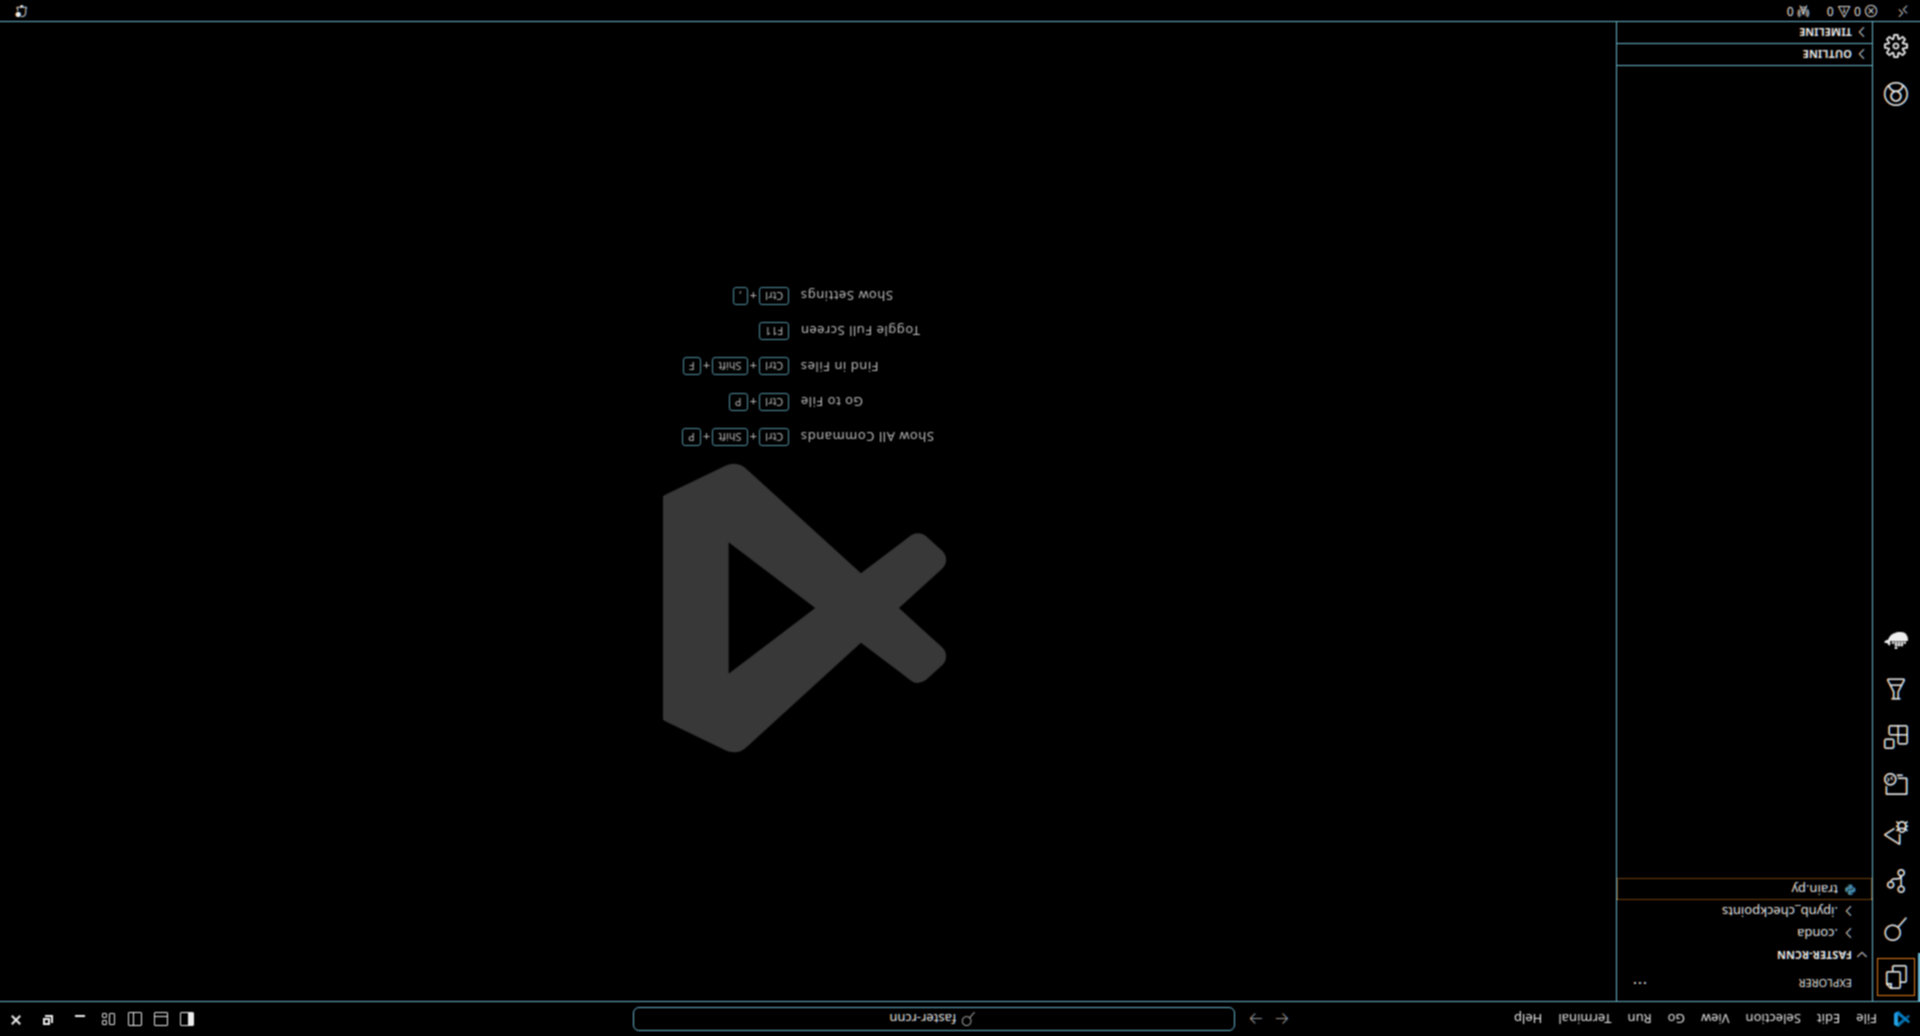 File Edit Selection View Go Run Terminal Help
faster-rcnn
EXPLORER
FASTER-RCNN
.conda
.ipynb_checkpoints
train.py
OUTLINE
TIMELINE
Show All Commands Ctrl + Shift + P
Go to File Ctrl + P
Find in Files Ctrl + Shift + F
Toggle Full Screen F11
Show Settings Ctrl + ,
0 0 0